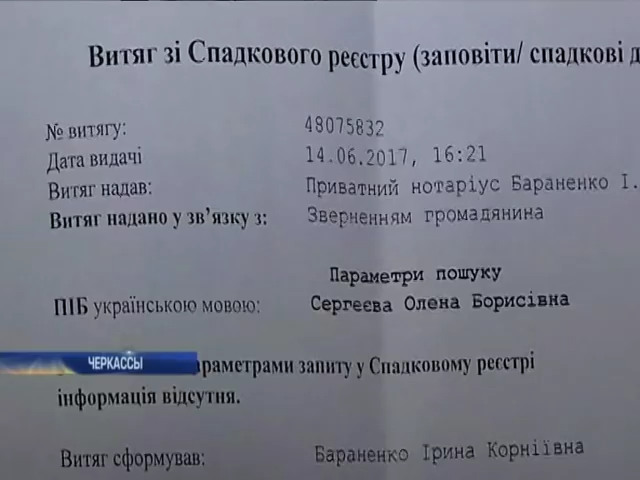 Витяг зі Спадкового реєстру (заповіти/ спадкові
№ витягу: 48075832
Дата видачі 14.06.2017, 16:21
Витяг надав: Приватний нотаріус Бараненко І.
Витяг надано у зв’язку з: Зверненням громадянина
Параметри пошуку
ПІБ українською мовою: Сергеєва Олена Борисівна
ЧЕРКАССЫ
араметрами запиту у Спадковому реєстрі
інформація відсутня.
Витяг сформував: Бараненко Ірина Корніївна